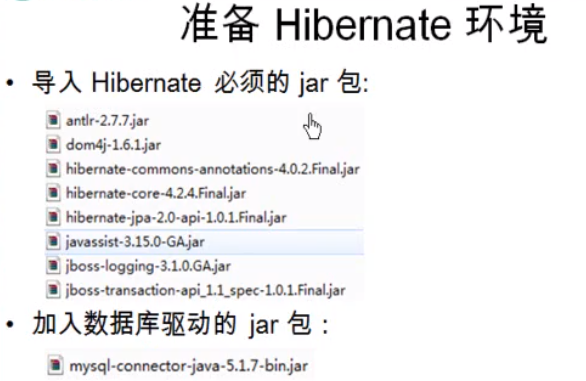 准备 Hibernate 环境
• 导入 Hibernate 必须的 jar 包:
antlr-2.7.7.jar
dom4j-1.6.1.jar
hibernate-commons-annotations-4.0.2.Final.jar
hibernate-core-4.2.4.Final.jar
hibernate-jpa-2.0-api-1.0.1.Final.jar
javassist-3.15.0-GA.jar
jboss-logging-3.1.0.GA.jar
jboss-transaction-api_1.1_spec-1.0.1.Final.jar
• 加入数据库驱动的 jar 包：
mysql-connector-java-5.1.7-bin.jar